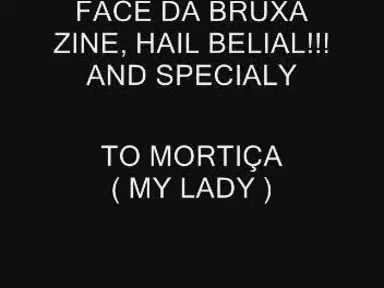 FACE DA BRUXA
ZINE, HAIL BELIAL!!!
AND SPECIALY
TO MORTIÇA
( MY LADY )